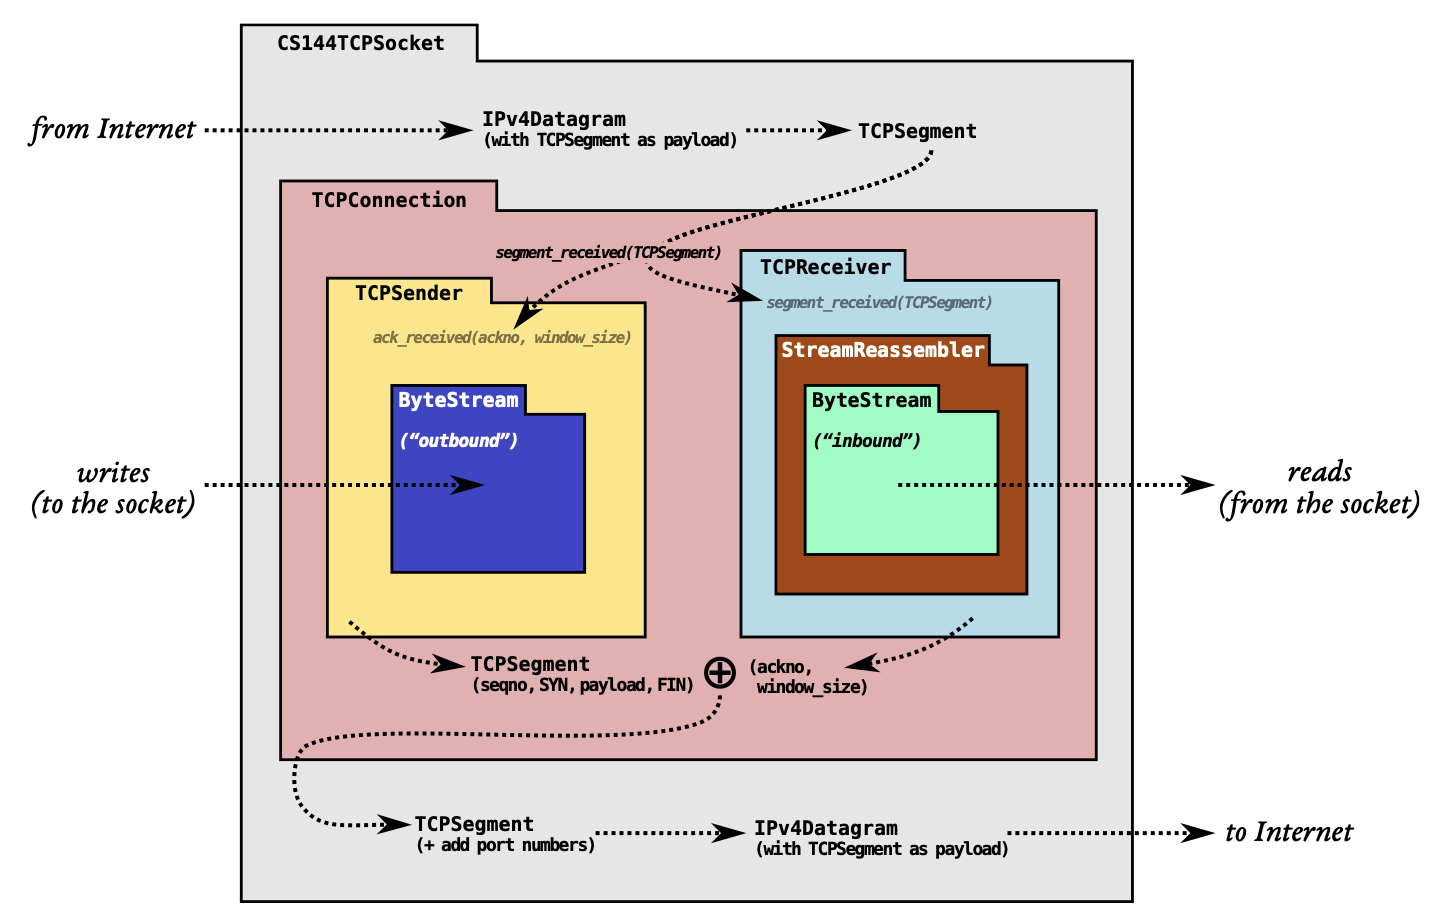 CS144TCPSocket
from Internet
IPv4Datagram
(with TCPSegment as payload)
TCPSegment
TCPConnection
segment_received(TCPSegment)
TCPReceiver
segment_received(TCPSegment)
TCPSender
ack_received(ackno, window_size)
StreamReassembler
ByteStream
(“outbound”)
ByteStream
(“inbound”)
writes
(to the socket)
reads
(from the socket)
TCPSegment
(seqno, SYN, payload, FIN)
(ackno,
window_size)
TCPSegment
(+ add port numbers)
IPv4Datagram
(with TCPSegment as payload)
to Internet